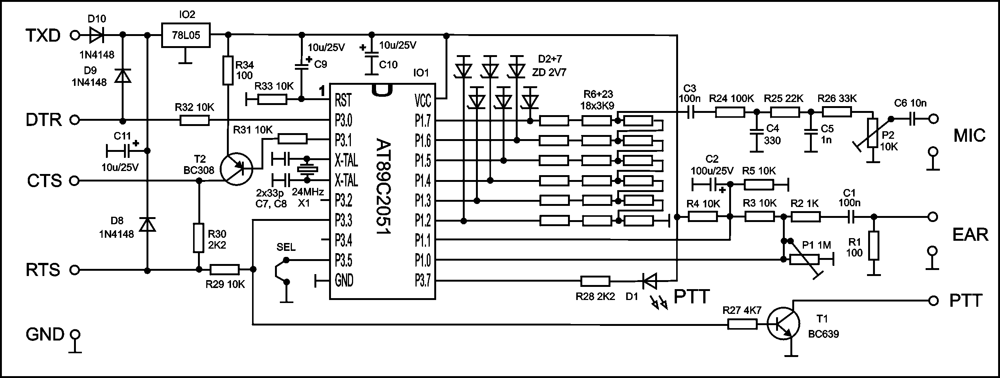 TXD
D10
1N4148
IO2
78L05
D9
1N4148
R34
100
10u/25V
C9
10u/25V
C10
IO1
D2+7
ZD 2V7
R33 10K
1
DTR
R32 10K
R31 10K
C11
10u/25V
T2
BC308
CTS
2x33p
C7, C8
24MHz
X1
D8
1N4148
R30
2K2
SEL
RTS
R29 10K
GND
RST
P3.0
P3.1
X-TAL
X-TAL
P3.2
P3.3
P3.4
P3.5
GND
AT89C2051
VCC
P1.7
P1.6
P1.5
P1.4
P1.3
P1.2
P1.1
P1.0
P3.7
R6+23
18x3K9
C3
100n
R24 100K
R25 22K
R26 33K
C6 10n
C4
330
C5
1n
P2
10K
MIC
C2
100u/25V
R5 10K
R4 10K
R3 10K
R2 1K
C1
100n
EAR
P1 1M
R1
100
R28 2K2
D1
PTT
R27 4K7
T1
BC639
PTT